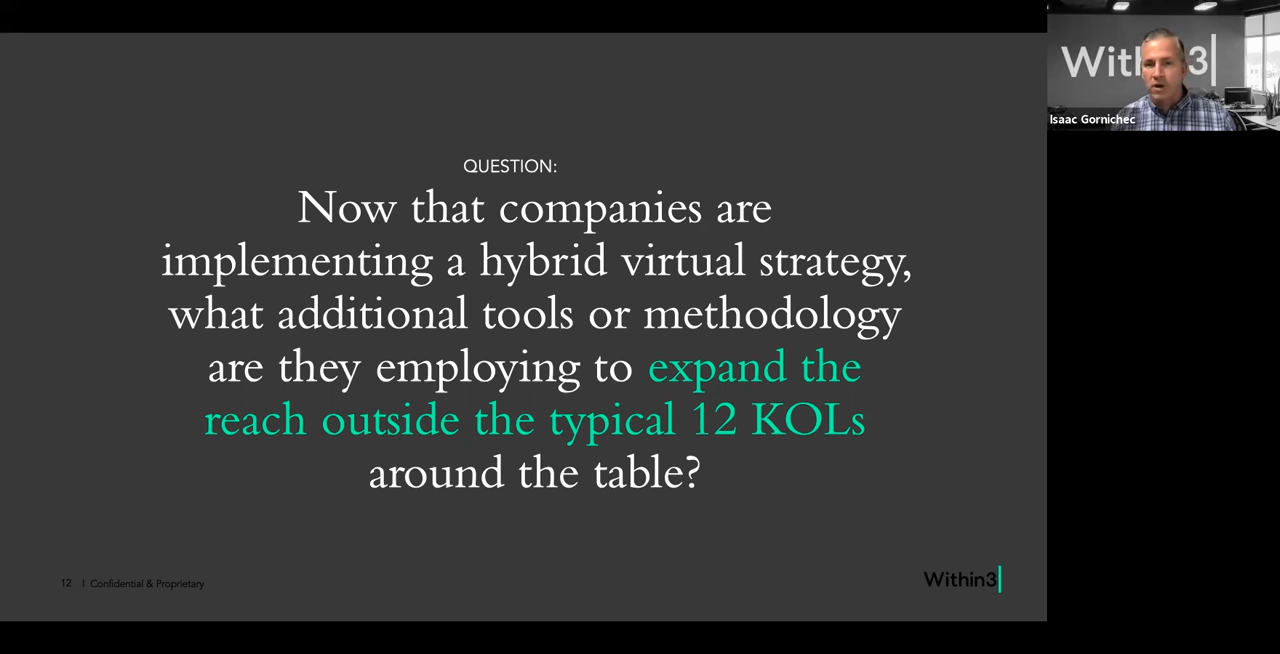 QUESTION:
Now that companies are
implementing a hybrid virtual strategy,
what additional tools or methodology
are they employing to expand the
reach outside the typical 12 KOLs
around the table?
12 | Confidential & Proprietary
Within3
Isaac Gornichec